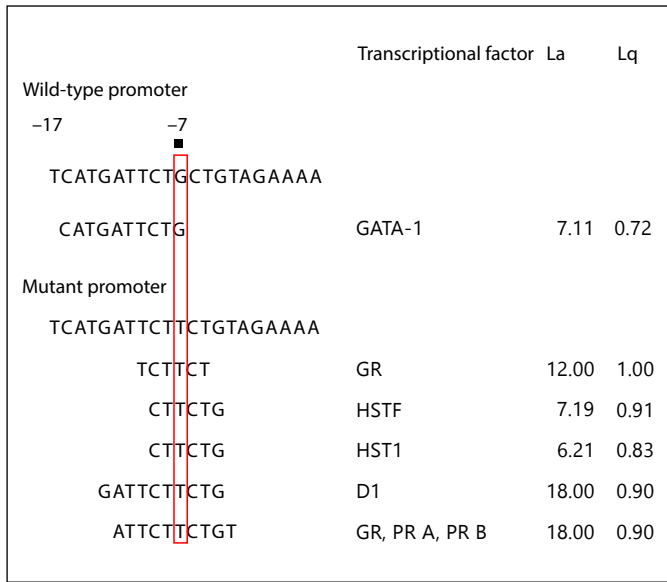 Transcriptional factor La Lq
Wild-type promoter
–17 –7
TCATGATTCTGCTGTAGAAAA
CATGATTCTG GATA-1 7.11 0.72
Mutant promoter
TCATGATTCTTCTGTAGAAAA
TCTTCT GR 12.00 1.00
CTTCTG HSTF 7.19 0.91
CTTCTG HST1 6.21 0.83
GATTCTTCTG D1 18.00 0.90
ATTCTTCTGT GR, PR A, PR B 18.00 0.90